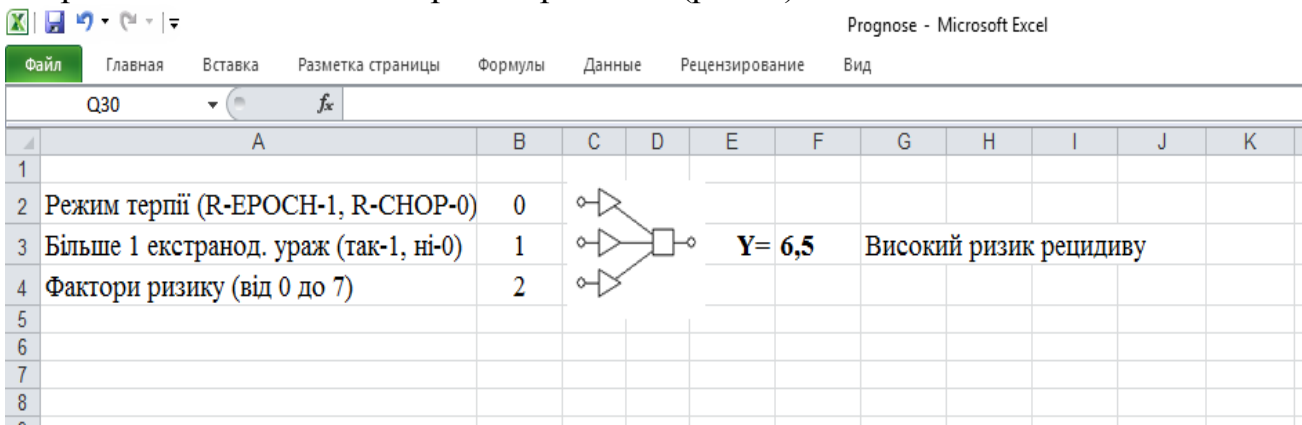 Prognose - Microsoft Excel
Файл Главная Вставка Разметка страницы Формулы Данные Рецензирование Вид
Q30 fx
A B C D E F G H I J K
1
2 Режим терпії (R-EPOCH-1, R-CHOP-0) 0
3 Більше 1 екстранод. ураж (так-1, ні-0) 1 Y= 6,5 Високий ризик рецидиву
4 Фактори ризику (від 0 до 7) 2
5
6
7
8